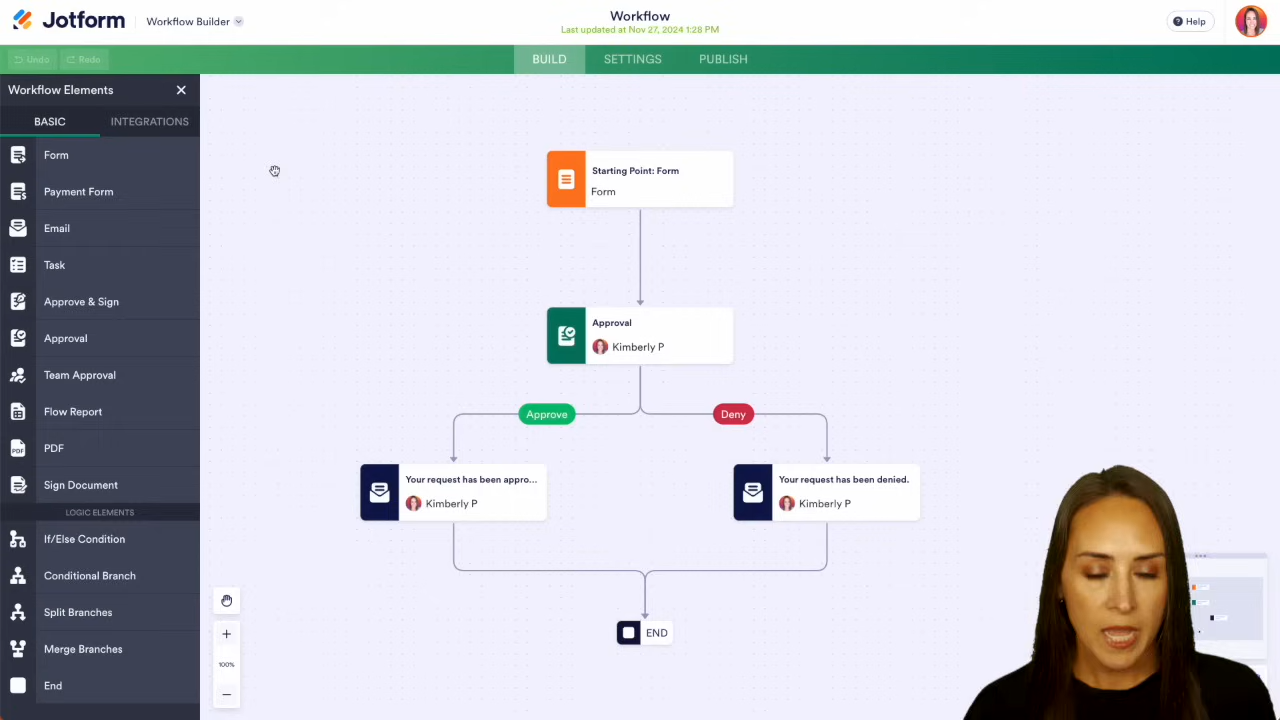 Jotform
Workflow Builder
Workflow
Last updated at Nov 27, 2024 1:28 PM
Help
Undo
Redo
BUILD
SETTINGS
PUBLISH
Workflow Elements
BASIC
INTEGRATIONS
Form
Payment Form
Email
Task
Approve & Sign
Approval
Team Approval
Flow Report
PDF
PDF
Sign Document
LOGIC ELEMENTS
If/Else Condition
Conditional Branch
Split Branches
Merge Branches
End
Starting Point: Form
Form
Approval
Kimberly P
Approve
Deny
Your request has been appro...
Kimberly P
Your request has been denied.
Kimberly P
END
100%